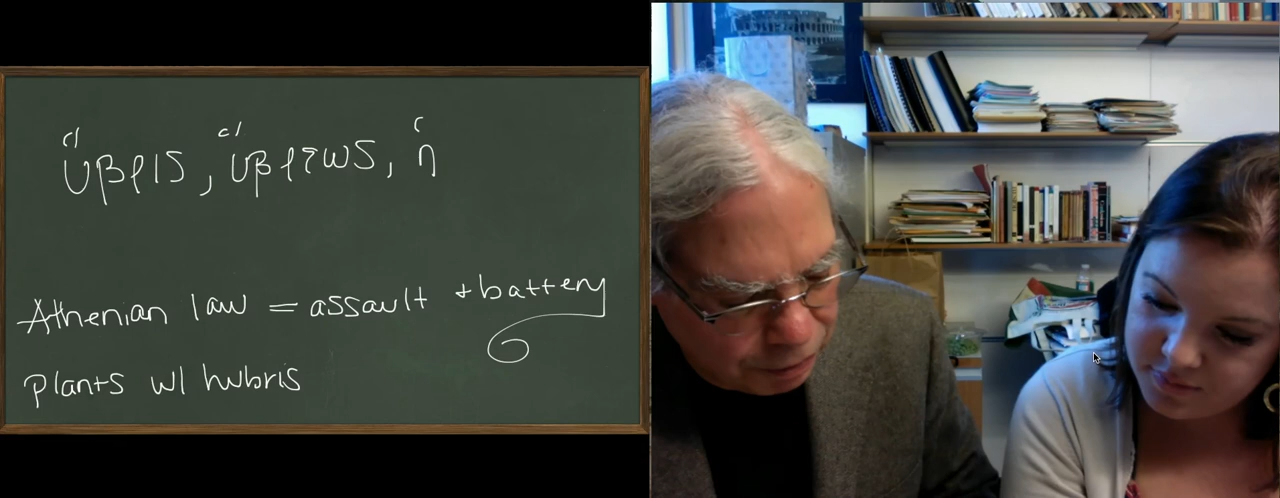 ὕβρις, ὕβρεως, ἡ
Athenian law = assault + battery
plants w/ hubris